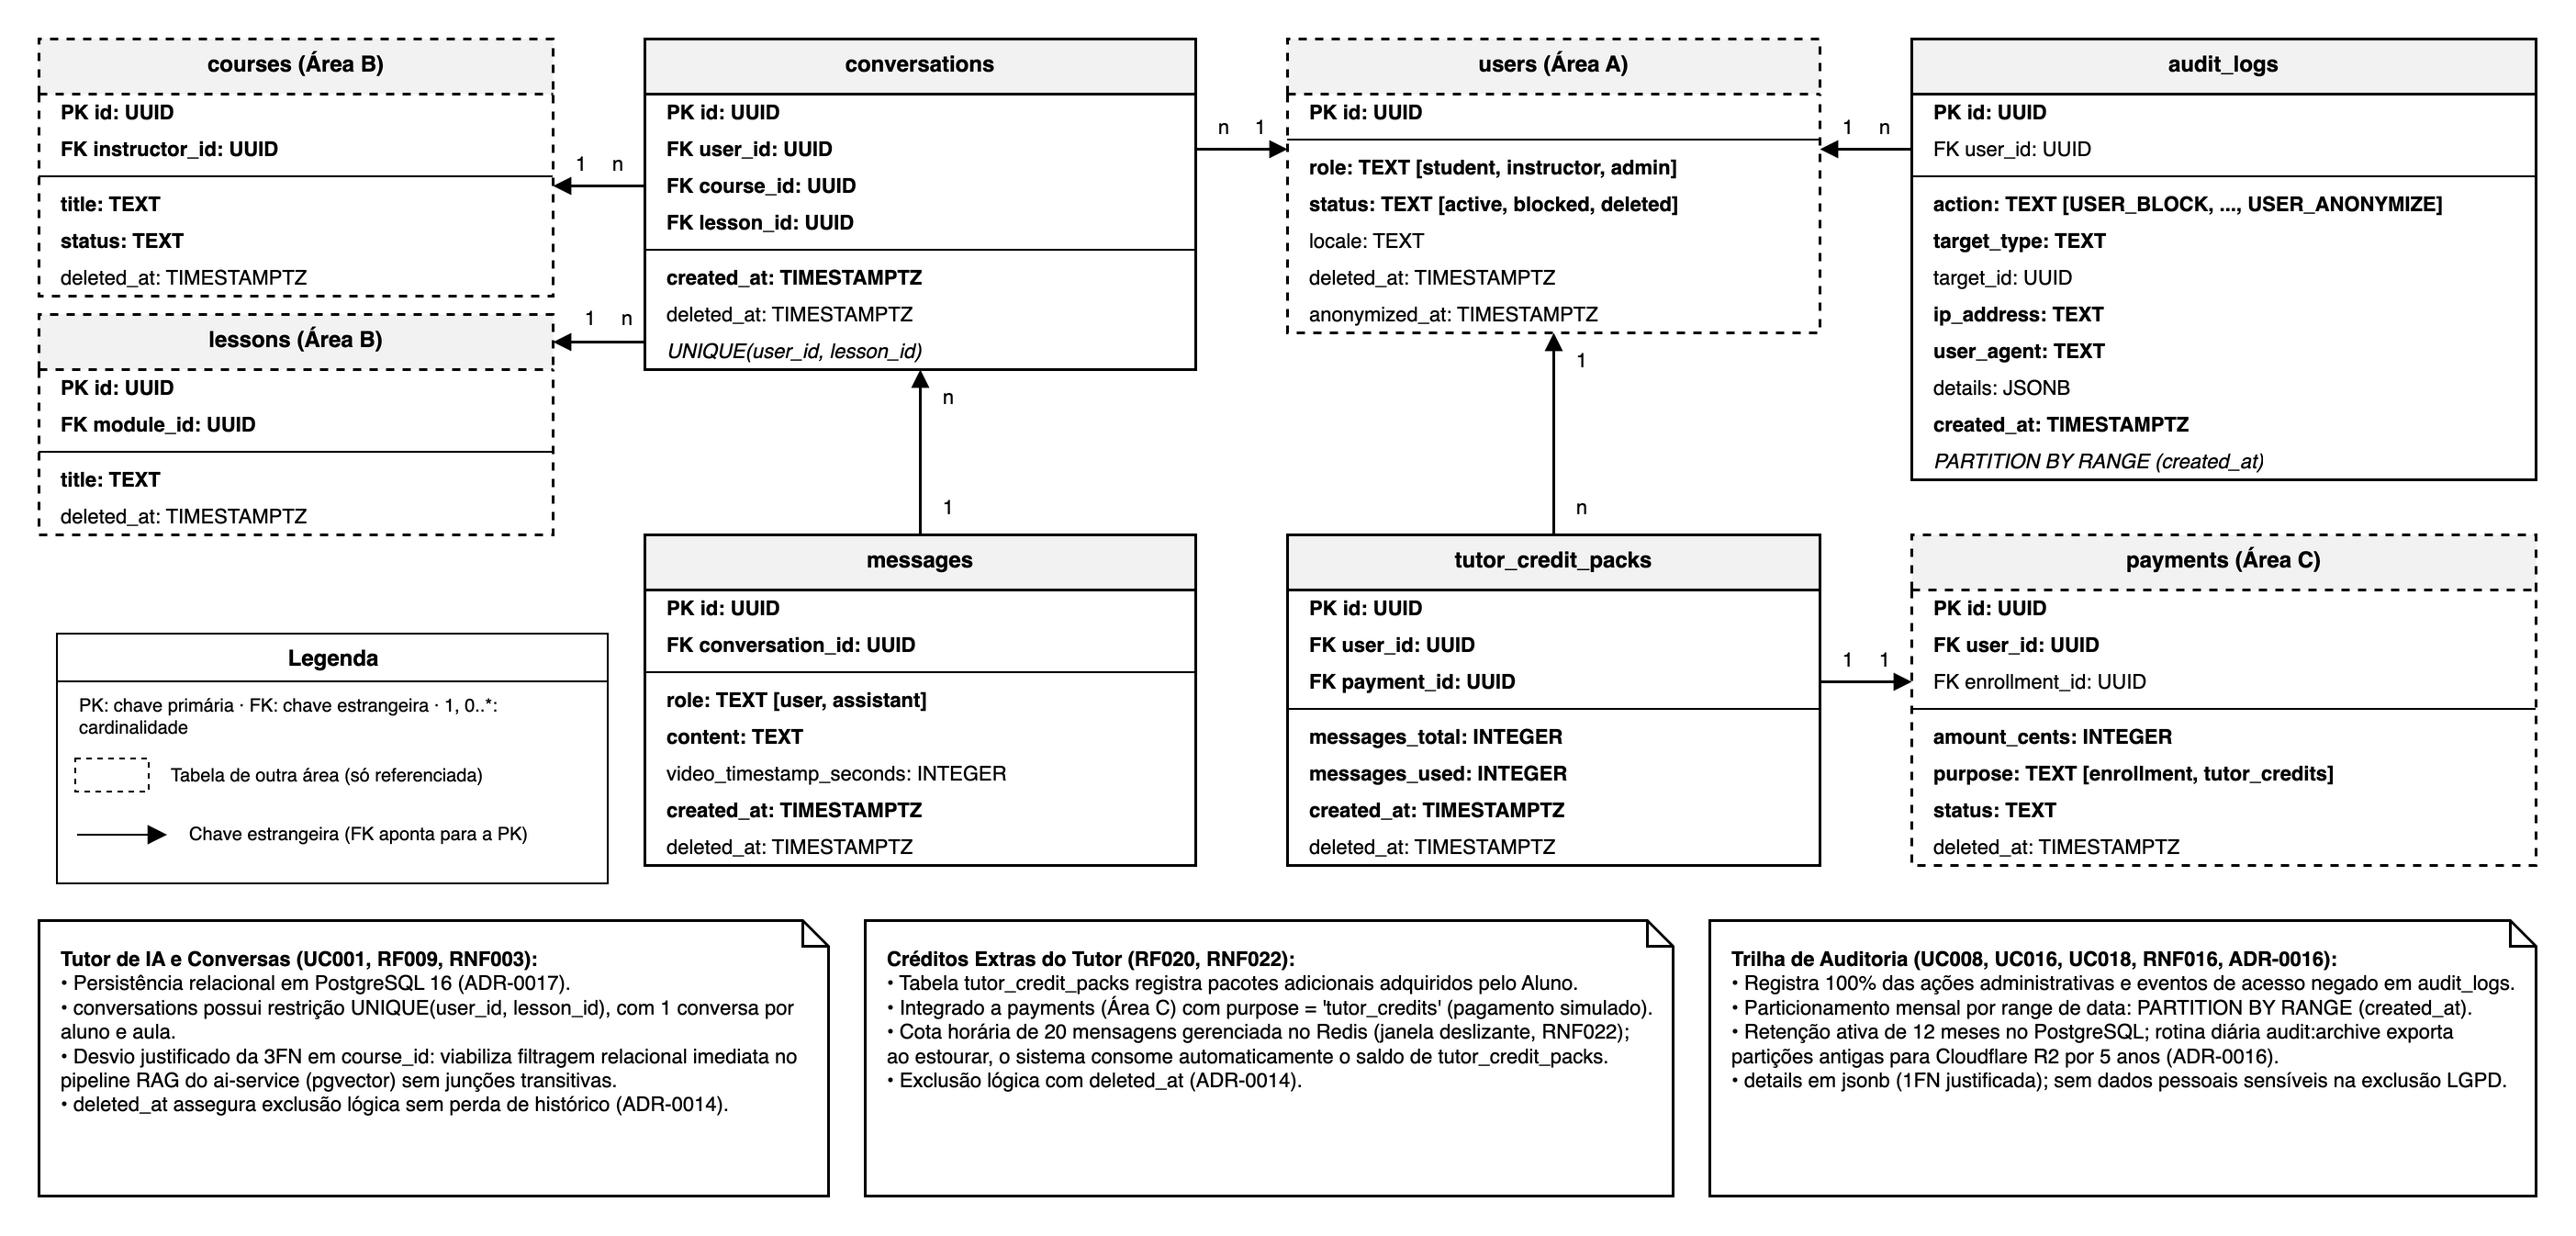 courses (Área B)
PK id: UUID
FK instructor_id: UUID
title: TEXT
status: TEXT
deleted_at: TIMESTAMPTZ
1 n
lessons (Área B)
PK id: UUID
FK module_id: UUID
title: TEXT
deleted_at: TIMESTAMPTZ
1 n
conversations
PK id: UUID
FK user_id: UUID
FK course_id: UUID
FK lesson_id: UUID
created_at: TIMESTAMPTZ
deleted_at: TIMESTAMPTZ
UNIQUE(user_id, lesson_id)
n 1
n
1
users (Área A)
PK id: UUID
role: TEXT [student, instructor, admin]
status: TEXT [active, blocked, deleted]
locale: TEXT
deleted_at: TIMESTAMPTZ
anonymized_at: TIMESTAMPTZ
1 n
1
n
audit_logs
PK id: UUID
FK user_id: UUID
action: TEXT [USER_BLOCK, ..., USER_ANONYMIZE]
target_type: TEXT
target_id: UUID
ip_address: TEXT
user_agent: TEXT
details: JSONB
created_at: TIMESTAMPTZ
PARTITION BY RANGE (created_at)
messages
PK id: UUID
FK conversation_id: UUID
role: TEXT [user, assistant]
content: TEXT
video_timestamp_seconds: INTEGER
created_at: TIMESTAMPTZ
deleted_at: TIMESTAMPTZ
tutor_credit_packs
PK id: UUID
FK user_id: UUID
FK payment_id: UUID
messages_total: INTEGER
messages_used: INTEGER
created_at: TIMESTAMPTZ
deleted_at: TIMESTAMPTZ
1 1
payments (Área C)
PK id: UUID
FK user_id: UUID
FK enrollment_id: UUID
amount_cents: INTEGER
purpose: TEXT [enrollment, tutor_credits]
status: TEXT
deleted_at: TIMESTAMPTZ
Legenda
PK: chave primária · FK: chave estrangeira · 1, 0..*:
cardinalidade
Tabela de outra área (só referenciada)
Chave estrangeira (FK aponta para a PK)
Tutor de IA e Conversas (UC001, RF009, RNF003):
• Persistência relacional em PostgreSQL 16 (ADR-0017).
• conversations possui restrição UNIQUE(user_id, lesson_id), com 1 conversa por
aluno e aula.
• Desvio justificado da 3FN em course_id: viabiliza filtragem relacional imediata no
pipeline RAG do ai-service (pgvector) sem junções transitivas.
• deleted_at assegura exclusão lógica sem perda de histórico (ADR-0014).
Créditos Extras do Tutor (RF020, RNF022):
• Tabela tutor_credit_packs registra pacotes adicionais adquiridos pelo Aluno.
• Integrado a payments (Área C) com purpose = 'tutor_credits' (pagamento simulado).
• Cota horária de 20 mensagens gerenciada no Redis (janela deslizante, RNF022);
ao estourar, o sistema consome automaticamente o saldo de tutor_credit_packs.
• Exclusão lógica com deleted_at (ADR-0014).
Trilha de Auditoria (UC008, UC016, UC018, RNF016, ADR-0016):
• Registra 100% das ações administrativas e eventos de acesso negado em audit_logs.
• Particionamento mensal por range de data: PARTITION BY RANGE (created_at).
• Retenção ativa de 12 meses no PostgreSQL; rotina diária audit:archive exporta
partições antigas para Cloudflare R2 por 5 anos (ADR-0016).
• details em jsonb (1FN justificada); sem dados pessoais sensíveis na exclusão LGPD.